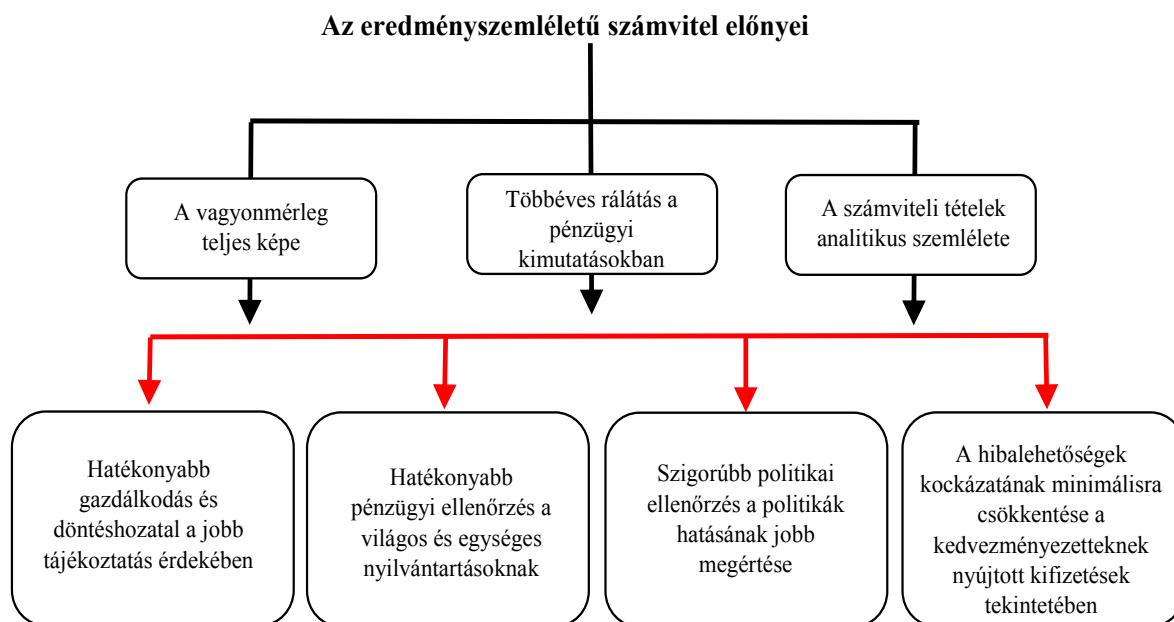 Az eredményszemléletű számvitel előnyei
A vagyonmérleg
teljes képe
Többéves rálátás a
pénzügyi
kimutatásokban
A számviteli tételek
analitikus szemlélete
Hatékonyabb
gazdálkodás és
döntéshozatal a jobb
tájékoztatás érdekében
Hatékonyabb
pénzügyi ellenőrzés a
világos és egységes
nyilvántartásoknak
Szigorúbb politikai
ellenőrzés a politikák
hatásának jobb
megértése
A hibalehetőségek
kockázatának minimálisra
csökkentése a
kedvezményezetteknek
nyújtott kifizetések
tekintetében